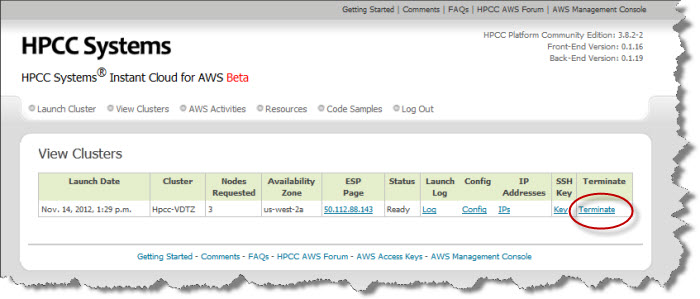 Getting Started | Comments | FAQs | HPCC AWS Forum | AWS Management Console
HPCC Platform Community Edition: 3.8.2-2
Front-End Version: 0.1.16
Back-End Version: 0.1.19
HPCC Systems
HPCC Systems® Instant Cloud for AWS Beta
Launch Cluster View Clusters AWS Activities Resources Code Samples Log Out
View Clusters
Launch Date Cluster Nodes Requested Availability Zone ESP Page Status Launch Log Config IP Addresses SSH Key Terminate
Nov. 14, 2012, 1:29 p.m. Hpcc-VDTZ 3 us-west-2a 50.112.88.143 Ready Log Config IPs Key Terminate
Getting Started - Comments - FAQs - HPCC AWS Forum - AWS Access Keys - AWS Management Console